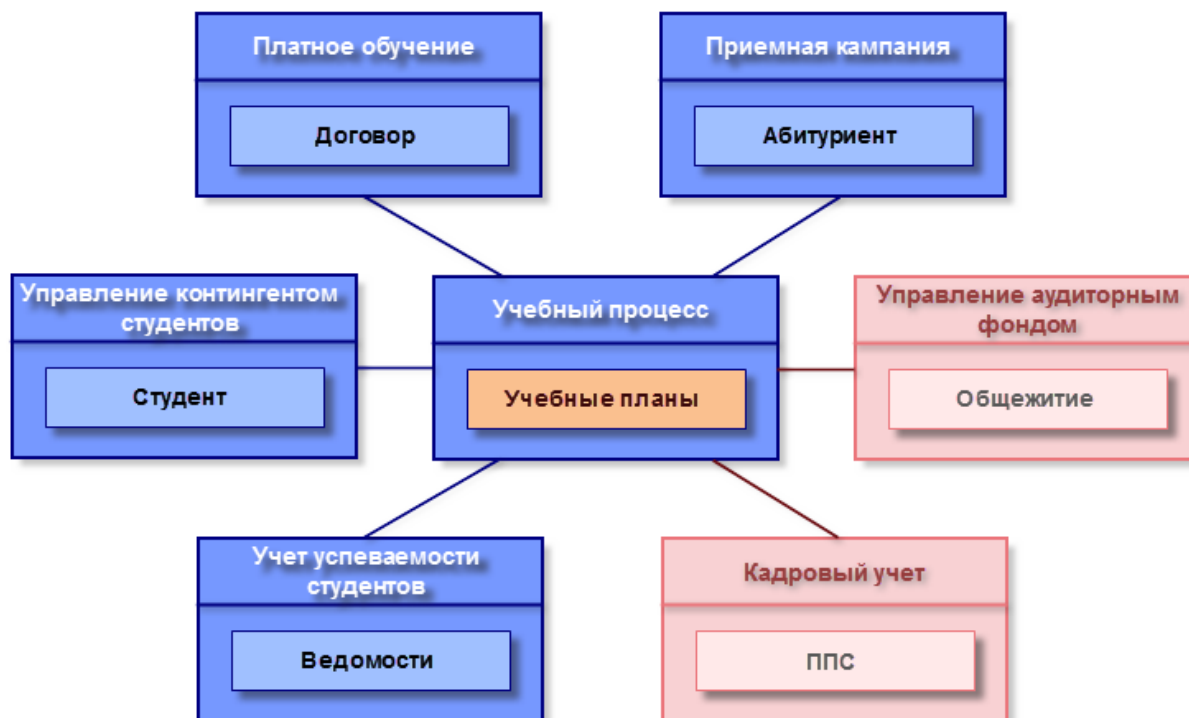 Платное обучение
Договор
Приемная кампания
Абитуриент
Управление контингентом
студентов
Студент
Учебный процесс
Учебные планы
Управление аудиторным
фондом
Общежитие
Учет успеваемости
студентов
Ведомости
Кадровый учет
ППС